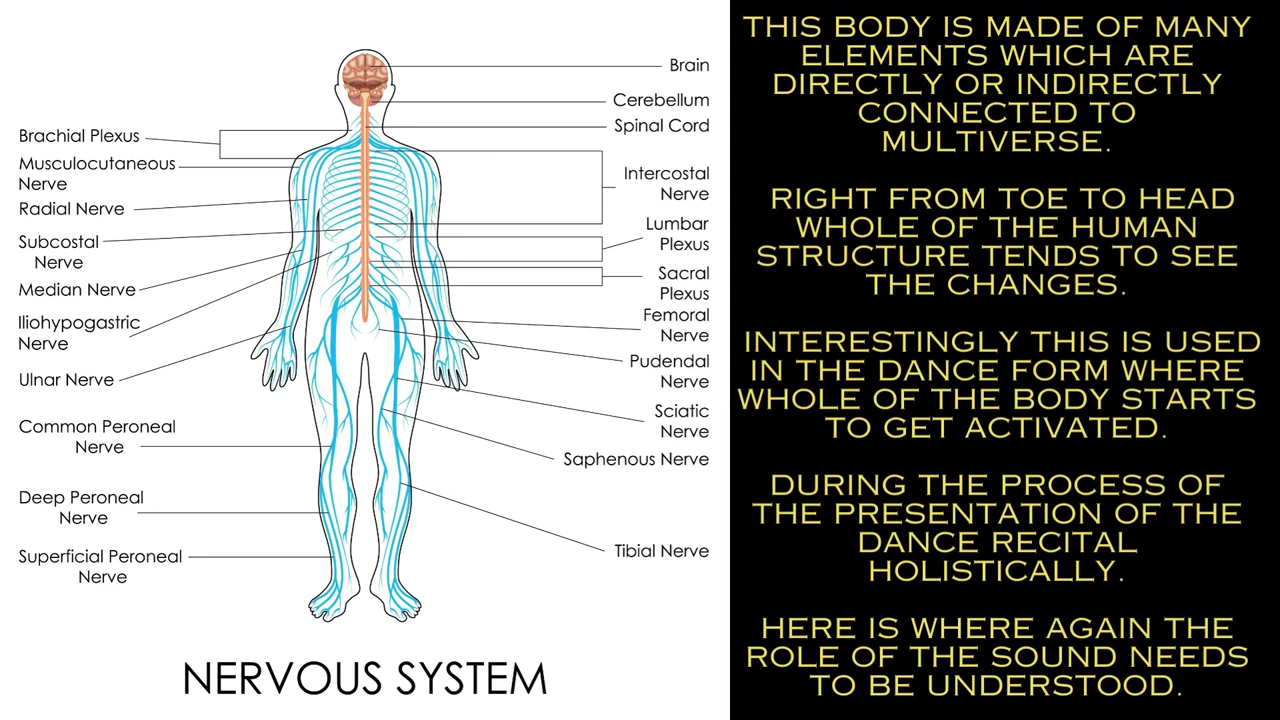 Brain
Cerebellum
Spinal Cord
Intercostal
Nerve
Lumbar
Plexus
Sacral
Plexus
Femoral
Nerve
Pudendal
Nerve
Sciatic
Nerve
Saphenous Nerve
Tibial Nerve
Brachial Plexus
Musculocutaneous
Nerve
Radial Nerve
Subcostal
Nerve
Median Nerve
Iliohypogastric
Nerve
Ulnar Nerve
Common Peroneal
Nerve
Deep Peroneal
Nerve
Superficial Peroneal
Nerve
NERVOUS SYSTEM
THIS BODY IS MADE OF MANY
ELEMENTS WHICH ARE
DIRECTLY OR INDIRECTLY
CONNECTED TO
MULTIVERSE.
RIGHT FROM TOE TO HEAD
WHOLE OF THE HUMAN
STRUCTURE TENDS TO SEE
THE CHANGES.
INTERESTINGLY THIS IS USED
IN THE DANCE FORM WHERE
WHOLE OF THE BODY STARTS
TO GET ACTIVATED.
DURING THE PROCESS OF
THE PRESENTATION OF THE
DANCE RECITAL
HOLISTICALLY.
HERE IS WHERE AGAIN THE
ROLE OF THE SOUND NEEDS
TO BE UNDERSTOOD.